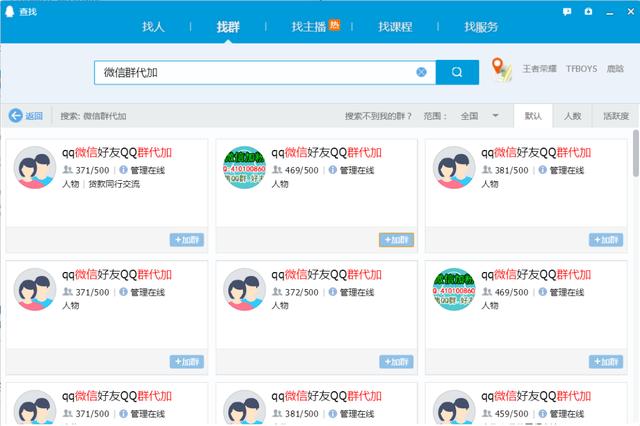 查找
找人 找群 找主播 热 找课程 找服务
微信群代加
王者荣耀 TFBOYS 鹿晗
返回 搜索: 微信群代加 搜索不到我的群? 范围: 全国 默认 人数 活跃度
qq微信好友QQ群代加 qq微信好友QQ群代加 qq微信好友QQ群代加
371/500 管理在线 469/500 管理在线 381/500 管理在线
人物 | 贷款同行交流 人物 人物
+加群 +加群 +加群
qq微信好友QQ群代加 qq微信好友QQ群代加 qq微信好友QQ群代加
371/500 管理在线 372/500 管理在线 469/500 管理在线
人物 人物 人物
+加群 +加群 +加群
qq微信好友QQ群代加 qq微信好友QQ群代加 qq微信好友QQ群代加
371/500 管理在线 381/500 管理在线 459/500 管理在线